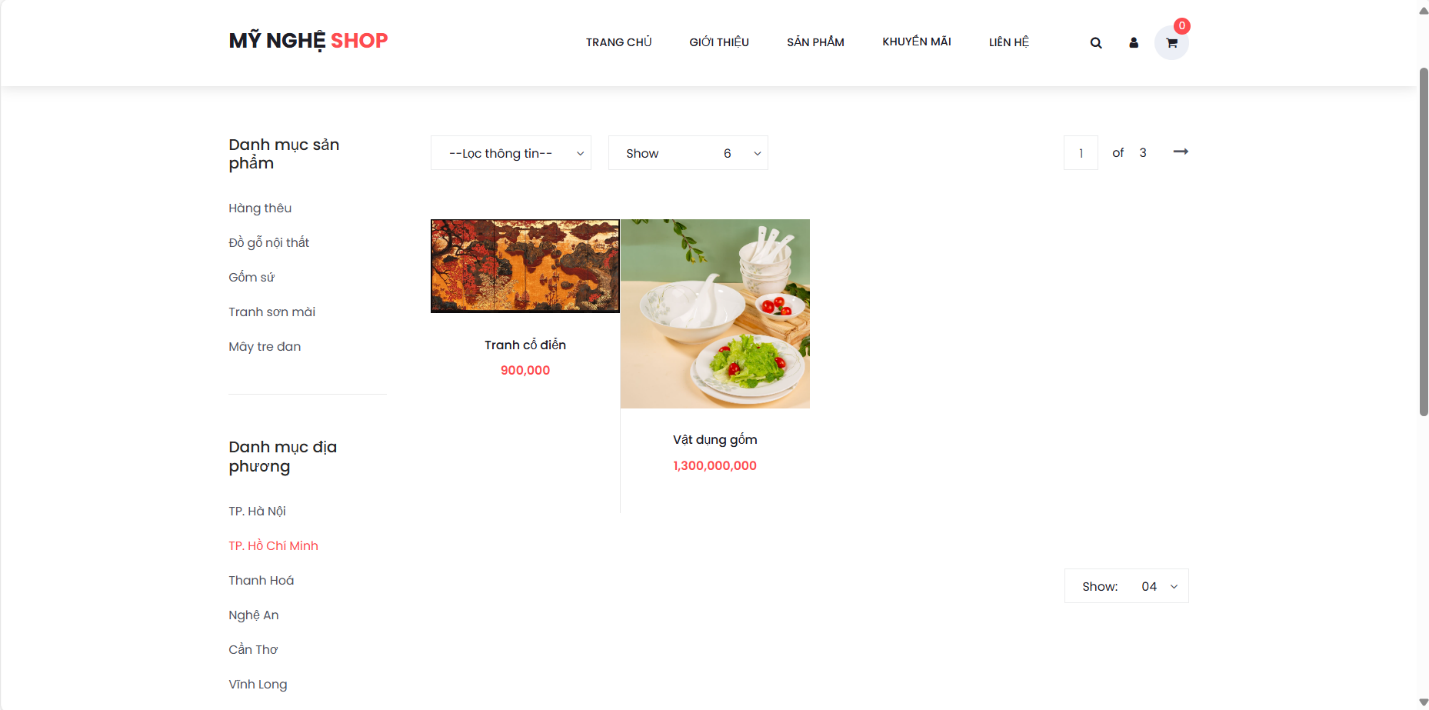 MỸ NGHỆ SHOP
TRANG CHỦ
GIỚI THIỆU
SẢN PHẨM
KHUYẾN MÃI
LIÊN HỆ
0
Danh mục sản
phẩm
Hàng thêu
Đồ gỗ nội thất
Gốm sứ
Tranh sơn mài
Mây tre đan
Danh mục địa
phương
TP. Hà Nội
TP. Hồ Chí Minh
Thanh Hoá
Nghệ An
Cần Thơ
Vĩnh Long
--Lọc thông tin--
Show 6
1 of 3
Tranh cổ điển
900,000
Vật dụng gốm
1,300,000,000
Show: 04